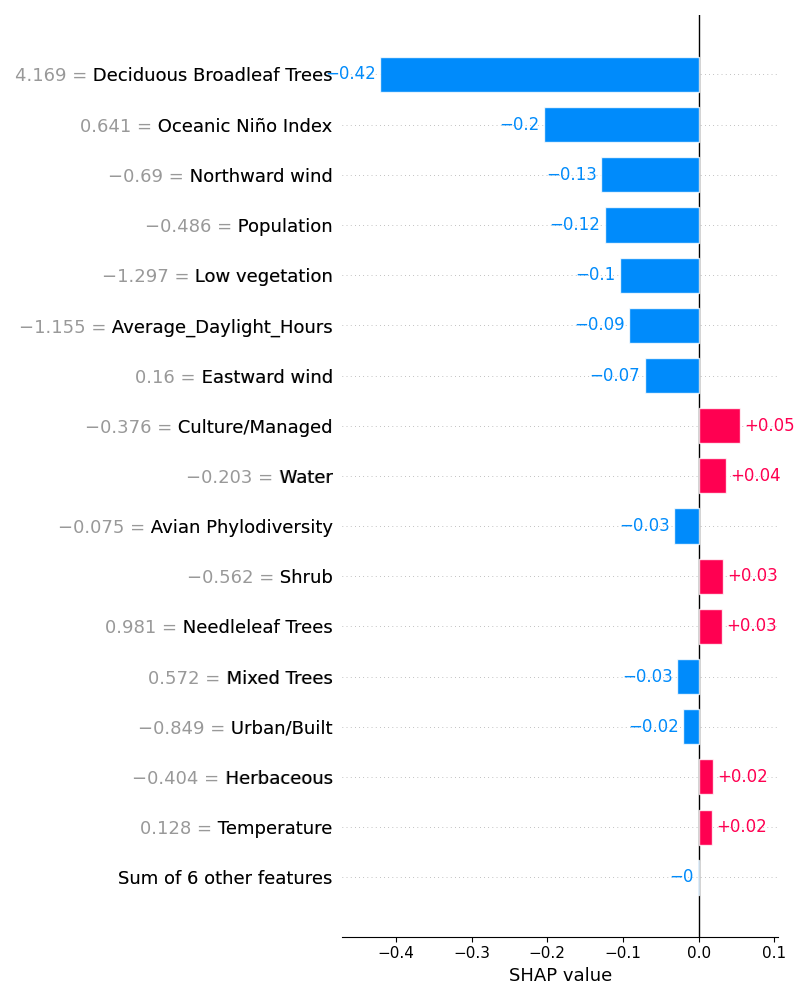 4.169 = Deciduous Broadleaf Trees −0.42
0.641 = Oceanic Niño Index −0.2
−0.69 = Northward wind −0.13
−0.486 = Population −0.12
−1.297 = Low vegetation −0.1
−1.155 = Average_Daylight_Hours −0.09
0.16 = Eastward wind −0.07
−0.376 = Culture/Managed +0.05
−0.203 = Water +0.04
−0.075 = Avian Phylodiversity −0.03
−0.562 = Shrub +0.03
0.981 = Needleleaf Trees +0.03
0.572 = Mixed Trees −0.03
−0.849 = Urban/Built −0.02
−0.404 = Herbaceous +0.02
0.128 = Temperature +0.02
Sum of 6 other features −0
−0.4 −0.3 −0.2 −0.1 0.0 0.1
SHAP value